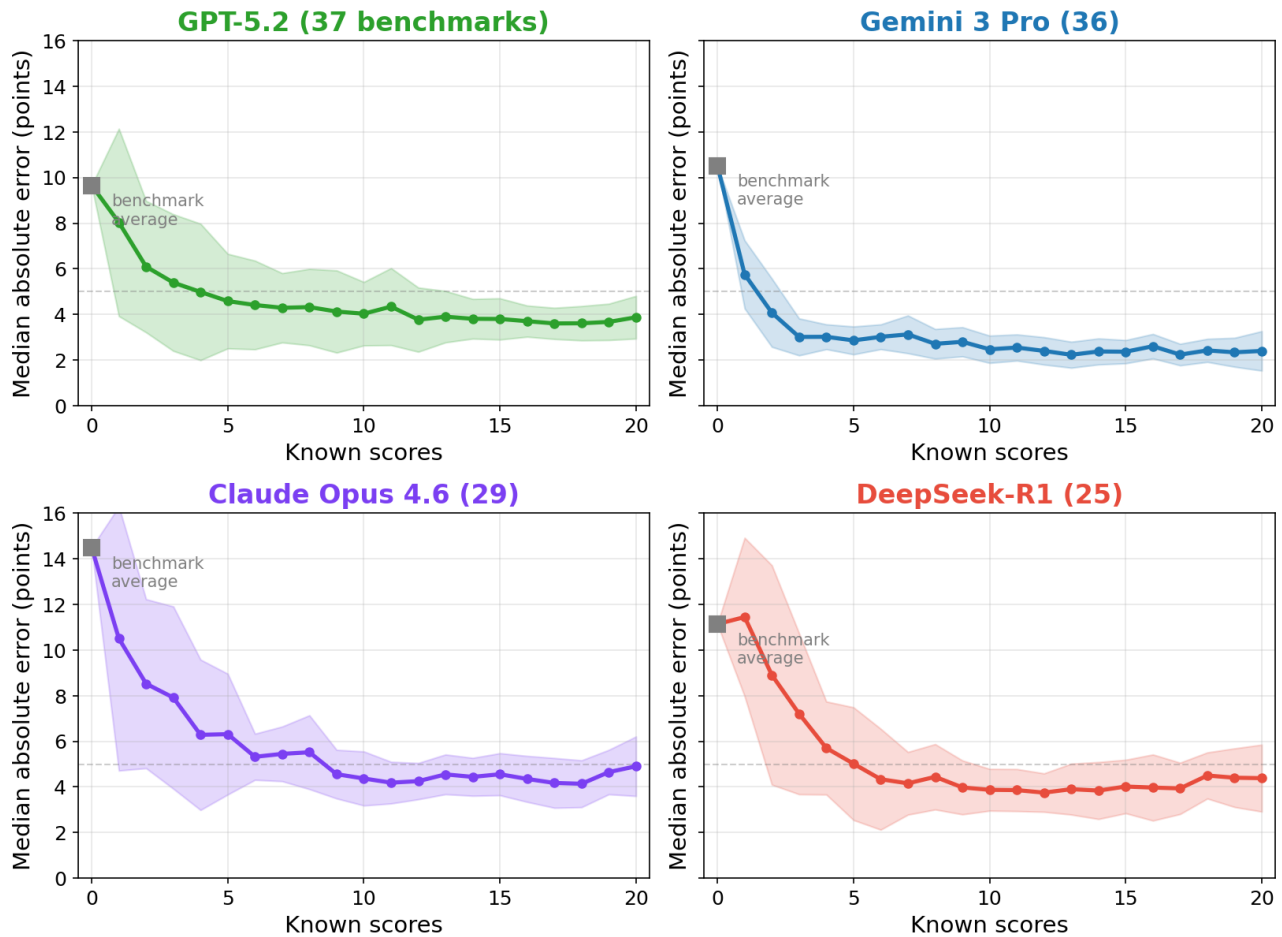 GPT-5.2 (37 benchmarks)
Median absolute error (points)
16
14
12
10
8
6
4
2
0
benchmark
average
0
5
10
15
20
Known scores
Gemini 3 Pro (36)
Median absolute error (points)
benchmark
average
0
5
10
15
20
Known scores
Claude Opus 4.6 (29)
Median absolute error (points)
16
14
12
10
8
6
4
2
0
benchmark
average
0
5
10
15
20
Known scores
DeepSeek-R1 (25)
Median absolute error (points)
benchmark
average
0
5
10
15
20
Known scores